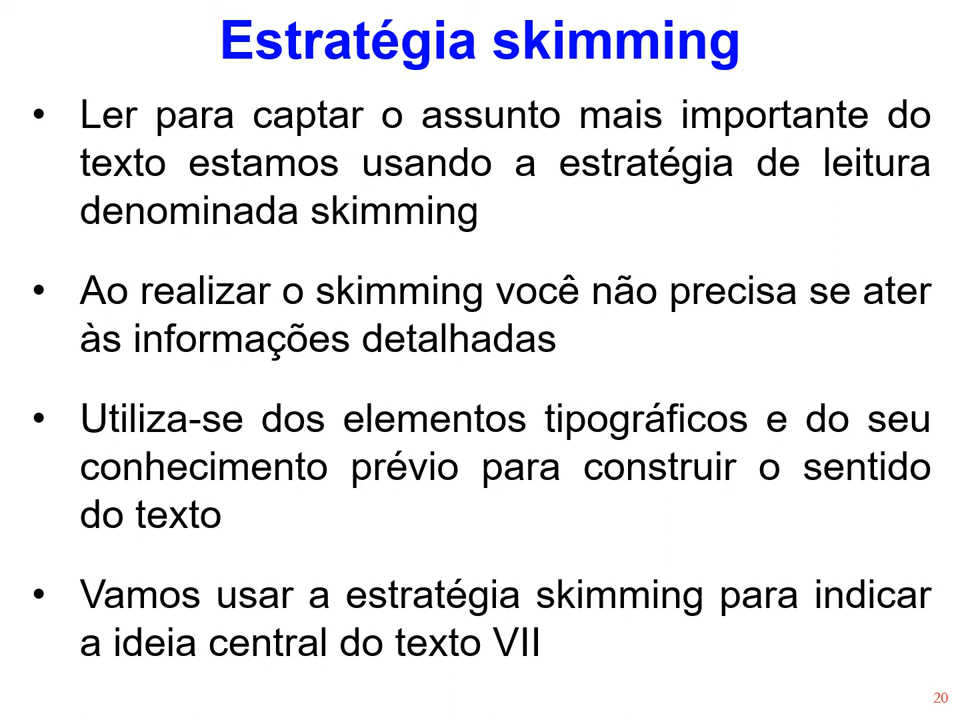 Estratégia skimming
• Ler para captar o assunto mais importante do
texto estamos usando a estratégia de leitura
denominada skimming
• Ao realizar o skimming você não precisa se ater
às informações detalhadas
• Utiliza-se dos elementos tipográficos e do seu
conhecimento prévio para construir o sentido
do texto
• Vamos usar a estratégia skimming para indicar
a ideia central do texto VII
20